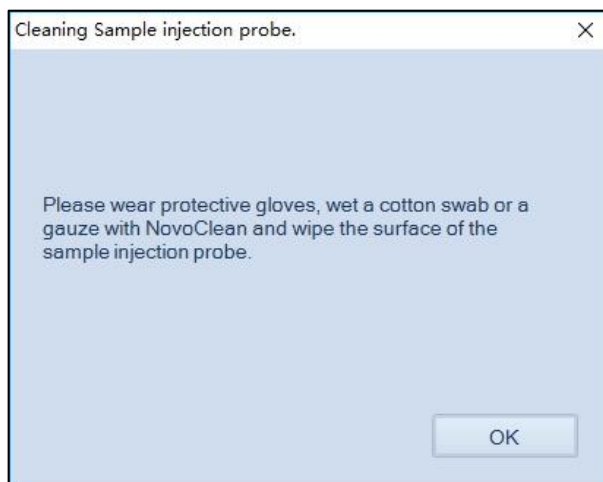 Cleaning Sample injection probe.
Please wear protective gloves, wet a cotton swab or a
gauze with NovoClean and wipe the surface of the
sample injection probe.
OK